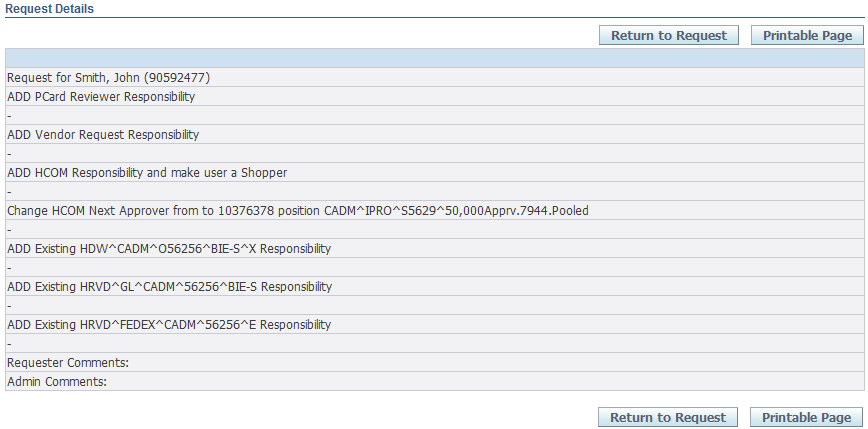 Request Details
Return to Request Printable Page
Request for Smith, John (90592477)
ADD PCard Reviewer Responsibility
-
ADD Vendor Request Responsibility
-
ADD HCOM Responsibility and make user a Shopper
-
Change HCOM Next Approver from to 10376378 position CADM^IPRO^S5629^50,000Apprv.7944.Pooled
-
ADD Existing HDW^CADM^O56256^BIE-S^X Responsibility
-
ADD Existing HRVD^GL^CADM^56256^BIE-S Responsibility
-
ADD Existing HRVD^FEDEX^CADM^56256^E Responsibility
-
Requester Comments:
Admin Comments:
Return to Request Printable Page